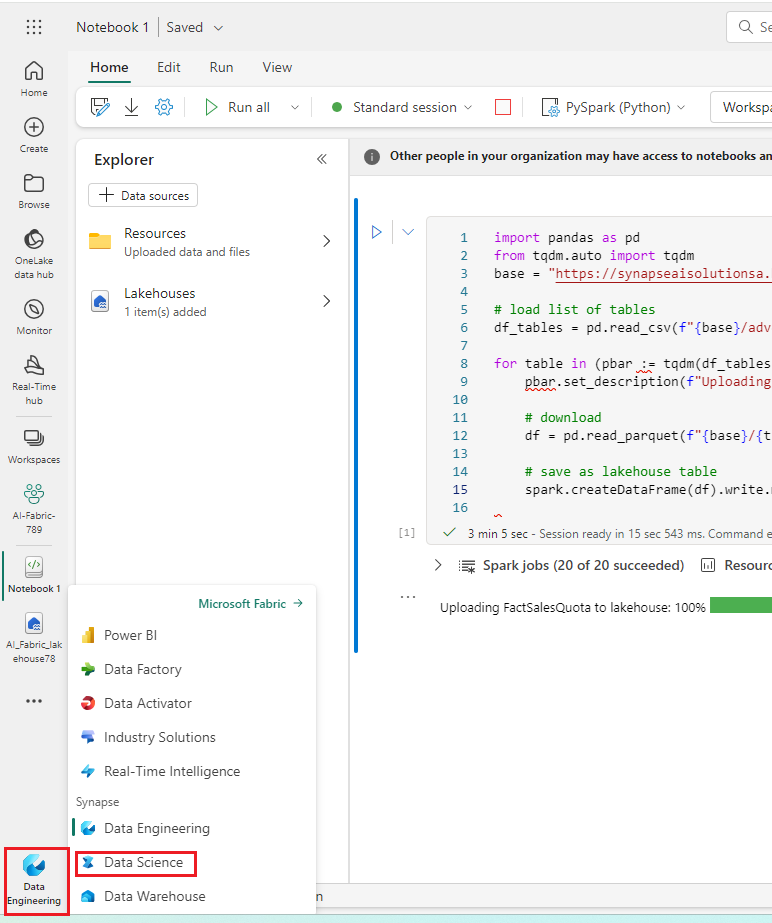 Notebook 1 | Saved
Home
Edit
Run
View
Run all
Standard session
PySpark (Python)
Home
Create
Browse
OneLake
data hub
Monitor
Real-Time
hub
Workspaces
AI-Fabric-
789
Notebook 1
AI_Fabric_lak
ehouse78
Data
Engineering
Explorer
Data sources
Resources
Uploaded data and files
Lakehouses
1 item(s) added
Other people in your organization may have access to notebooks
1 import pandas as pd
2 from tqdm.auto import tqdm
3 base = "https://synapseaisolutionsa.
4
5 # load list of tables
6 df_tables = pd.read_csv(f"{base}/adv
7
8 for table in (pbar := tqdm(df_tables
9 pbar.set_description(f"Uploading
10
11 # download
12 df = pd.read_parquet(f"{base}/{t
13
14 # save as lakehouse table
15 spark.createDataFrame(df).write.
16
[1]
3 min 5 sec - Session ready in 15 sec 543 ms. Command
Spark jobs (20 of 20 succeeded)
Uploading FactSalesQuota to lakehouse: 100%
Microsoft Fabric →
Power BI
Data Factory
Data Activator
Industry Solutions
Real-Time Intelligence
Synapse
Data Engineering
Data Science
Data Warehouse